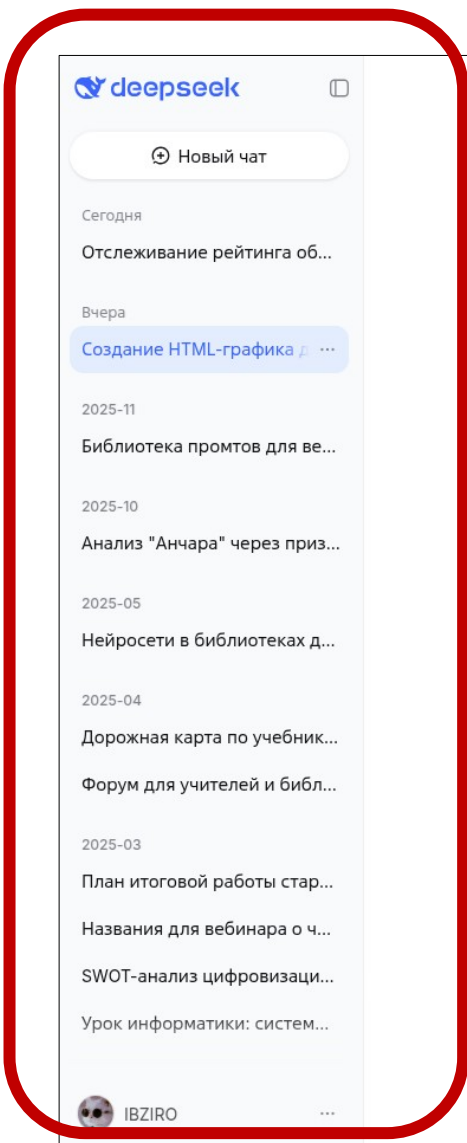 deepseek
Новый чат
Сегодня
Отслеживание рейтинга об...
Вчера
Создание HTML-графика д ...
2025-11
Библиотека промтов для ве...
2025-10
Анализ "Анчара" через приз...
2025-05
Нейросети в библиотеках д...
2025-04
Дорожная карта по учебник...
Форум для учителей и библ...
2025-03
План итоговой работы стар...
Названия для вебинара о ч...
SWOT-анализ цифровизаци...
Урок информатики: систем...
IBZIRO ...